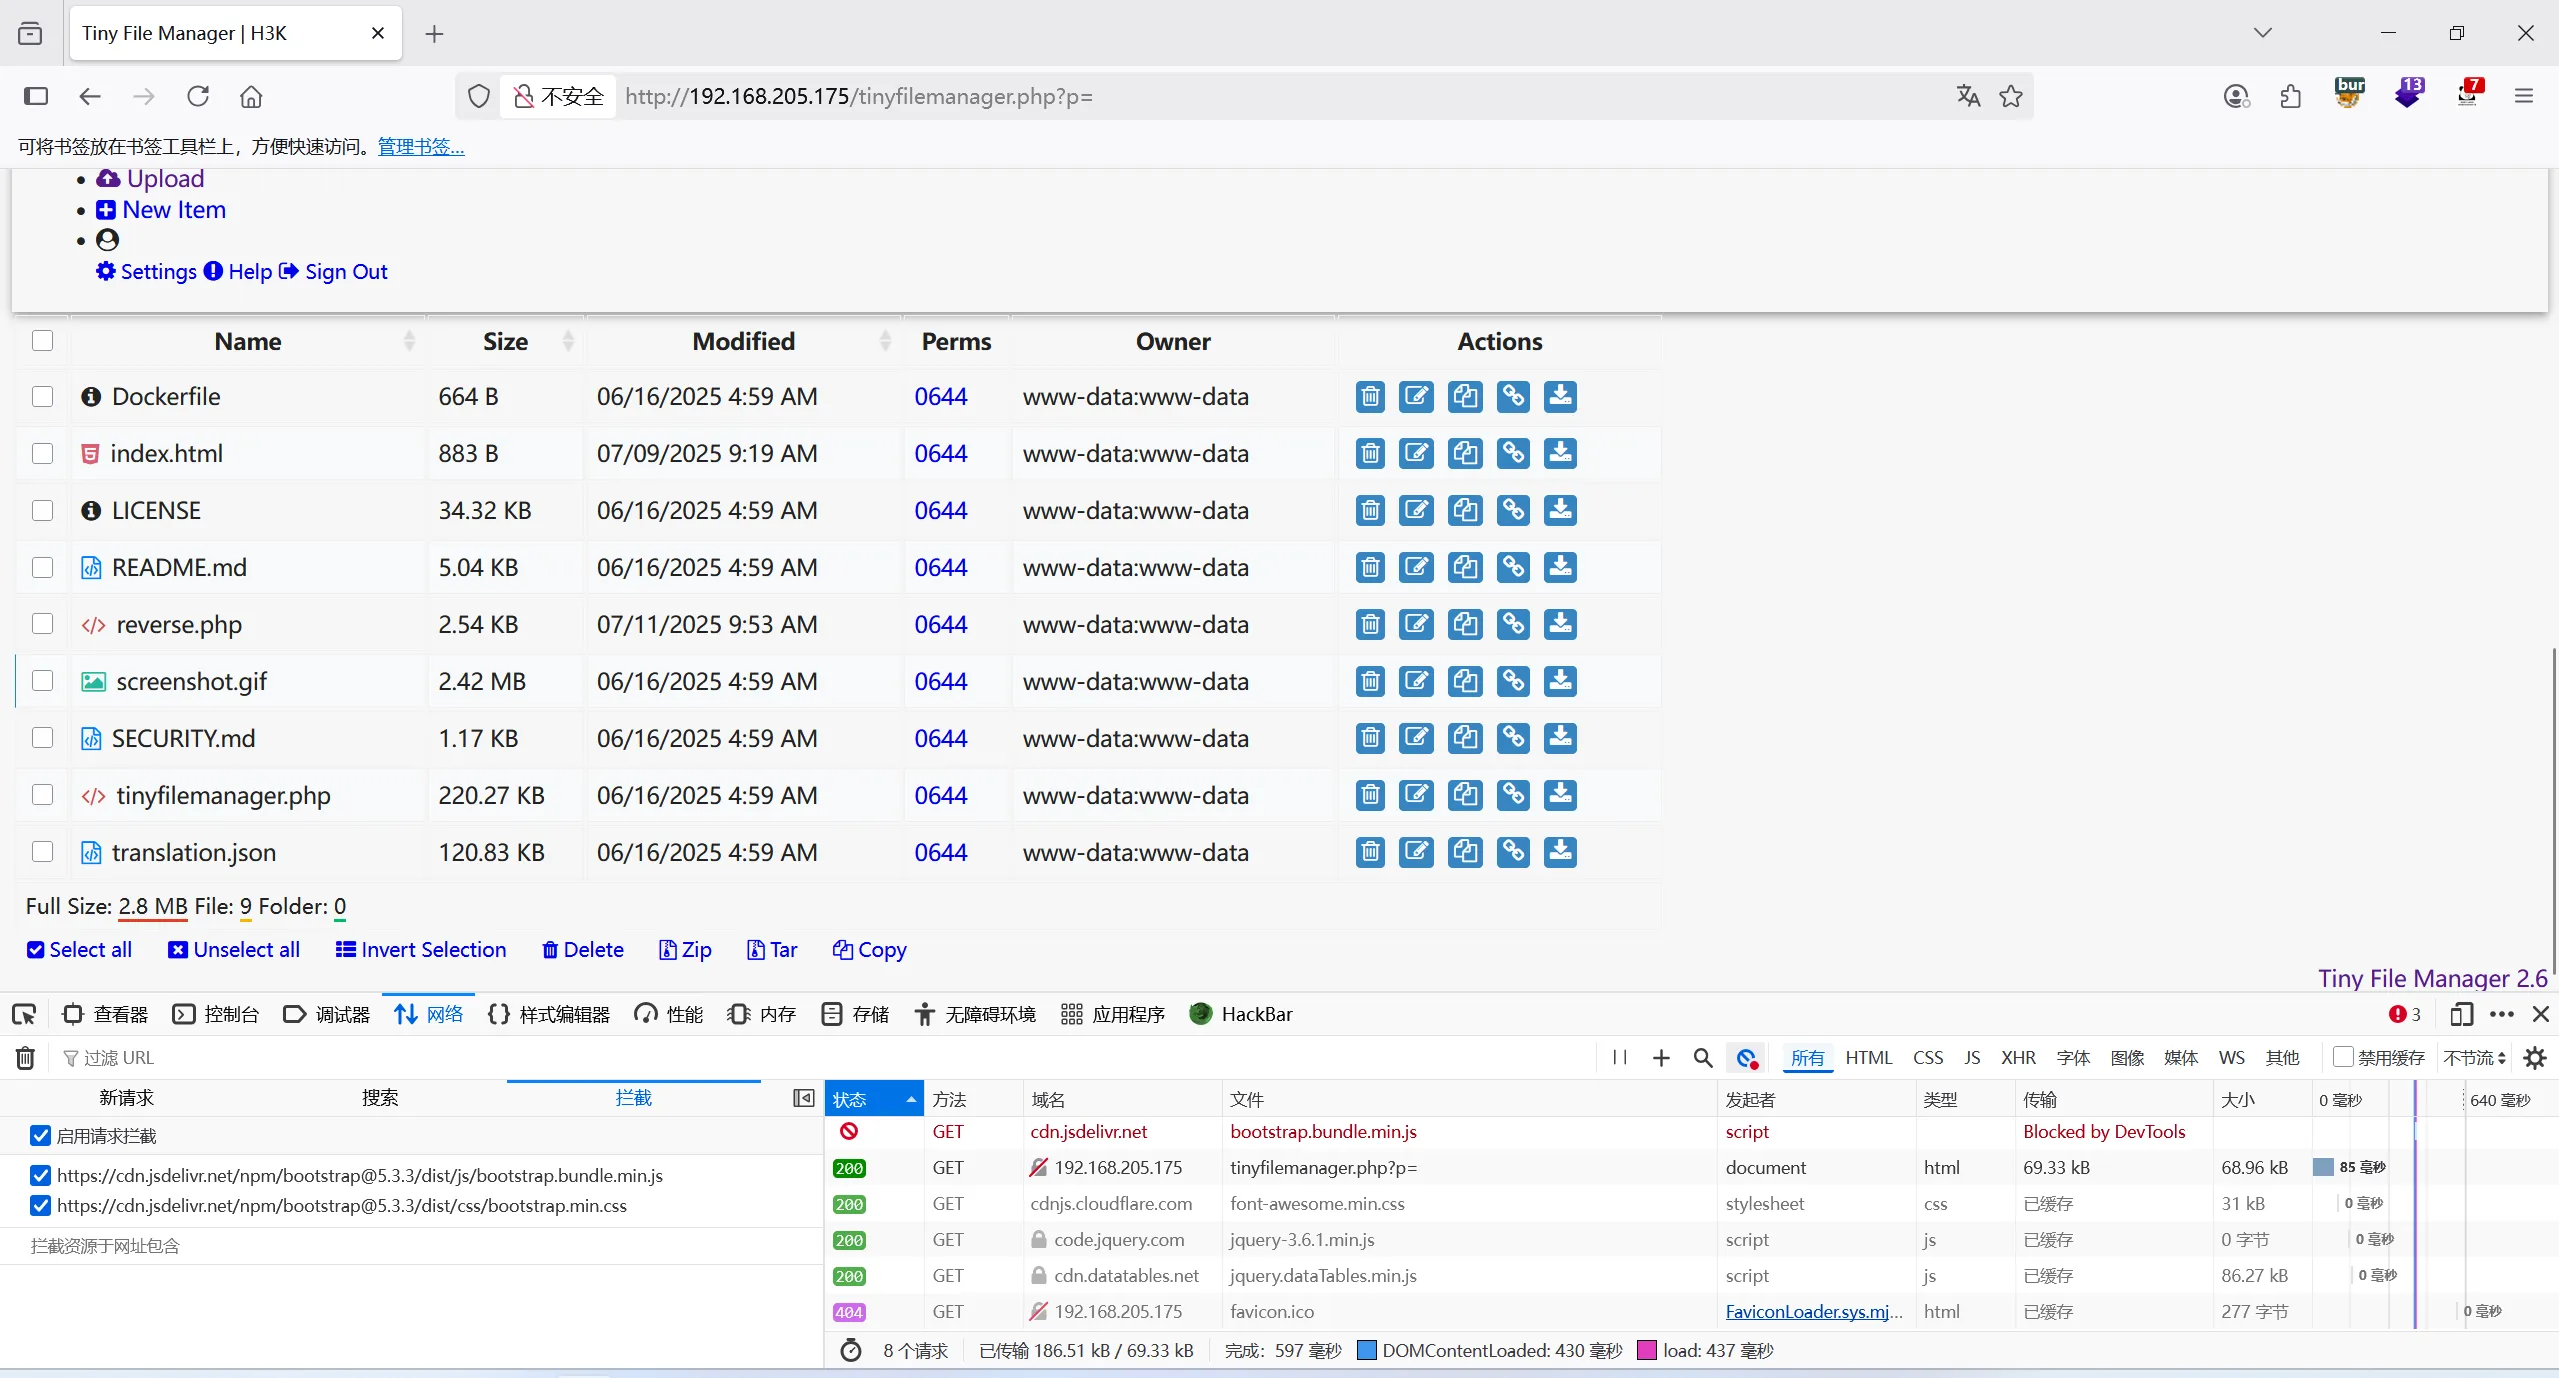 Tiny File Manager | H3K
不安全 http://192.168.205.175/tinyfilemanager.php?p=
bur 13 7
可将书签放在书签工具栏上，方便快速访问。管理书签...
Upload
New Item
Settings Help Sign Out
Name Size Modified Perms Owner Actions
Dockerfile 664 B 06/16/2025 4:59 AM 0644 www-data:www-data
index.html 883 B 07/09/2025 9:19 AM 0644 www-data:www-data
LICENSE 34.32 KB 06/16/2025 4:59 AM 0644 www-data:www-data
README.md 5.04 KB 06/16/2025 4:59 AM 0644 www-data:www-data
reverse.php 2.54 KB 07/11/2025 9:53 AM 0644 www-data:www-data
screenshot.gif 2.42 MB 06/16/2025 4:59 AM 0644 www-data:www-data
SECURITY.md 1.17 KB 06/16/2025 4:59 AM 0644 www-data:www-data
tinyfilemanager.php 220.27 KB 06/16/2025 4:59 AM 0644 www-data:www-data
translation.json 120.83 KB 06/16/2025 4:59 AM 0644 www-data:www-data
Full Size: 2.8 MB File: 9 Folder: 0
Select all Unselect all Invert Selection Delete Zip Tar Copy
Tiny File Manager 2.6
查看器 控制台 调试器 网络 样式编辑器 性能 内存 存储 无障碍环境 应用程序 HackBar 3
过滤 URL 所有 HTML CSS JS XHR 字体 图像 媒体 WS 其他 禁用缓存 不节流
新请求 搜索 拦截
启用请求拦截
https://cdn.jsdelivr.net/npm/bootstrap@5.3.3/dist/js/bootstrap.bundle.min.js
https://cdn.jsdelivr.net/npm/bootstrap@5.3.3/dist/css/bootstrap.min.css
拦截资源于网址包含
状态 方法 域名 文件 发起者 类型 传输 大小 0 毫秒 640 毫秒
GET cdn.jsdelivr.net bootstrap.bundle.min.js script Blocked by DevTools
200 GET 192.168.205.175 tinyfilemanager.php?p= document html 69.33 kB 68.96 kB 85 毫秒
200 GET cdnjs.cloudflare.com font-awesome.min.css stylesheet css 已缓存 31 kB 0 毫秒
200 GET code.jquery.com jquery-3.6.1.min.js script js 已缓存 0 字节 0 毫秒
200 GET cdn.datatables.net jquery.dataTables.min.js script js 已缓存 86.27 kB 0 毫秒
404 GET 192.168.205.175 favicon.ico FaviconLoader.sys.mj... html 已缓存 277 字节 0 毫秒
8 个请求 已传输 186.51 kB / 69.33 kB 完成：597 毫秒 DOMContentLoaded: 430 毫秒 load: 437 毫秒